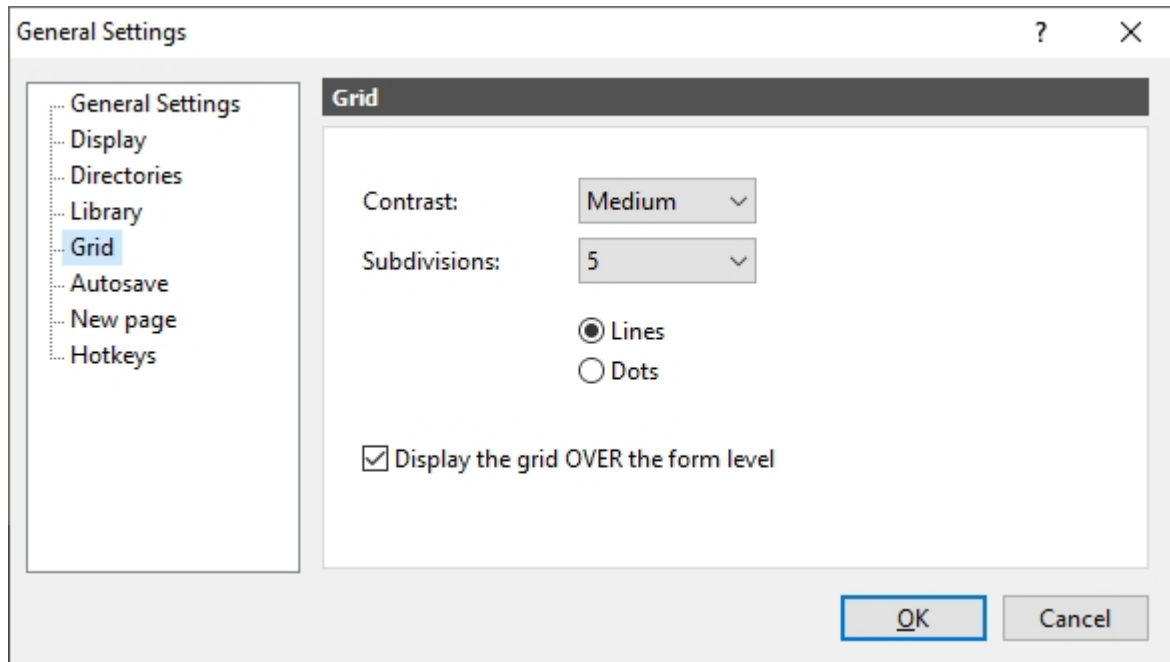 General Settings
?
General Settings
Display
Directories
Library
Grid
Autosave
New page
Hotkeys
Grid
Contrast: Medium
Subdivisions: 5
Lines
Dots
Display the grid OVER the form level
OK Cancel